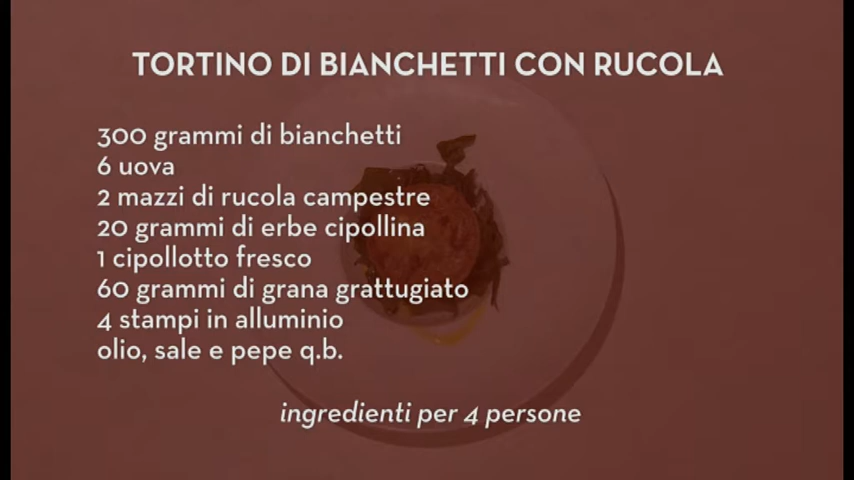 TORTINO DI BIANCHETTI CON RUCOLA
300 grammi di bianchetti
6 uova
2 mazzi di rucola campestre
20 grammi di erbe cipollina
1 cipollotto fresco
60 grammi di grana grattugiato
4 stampi in alluminio
olio, sale e pepe q.b.
ingredienti per 4 persone